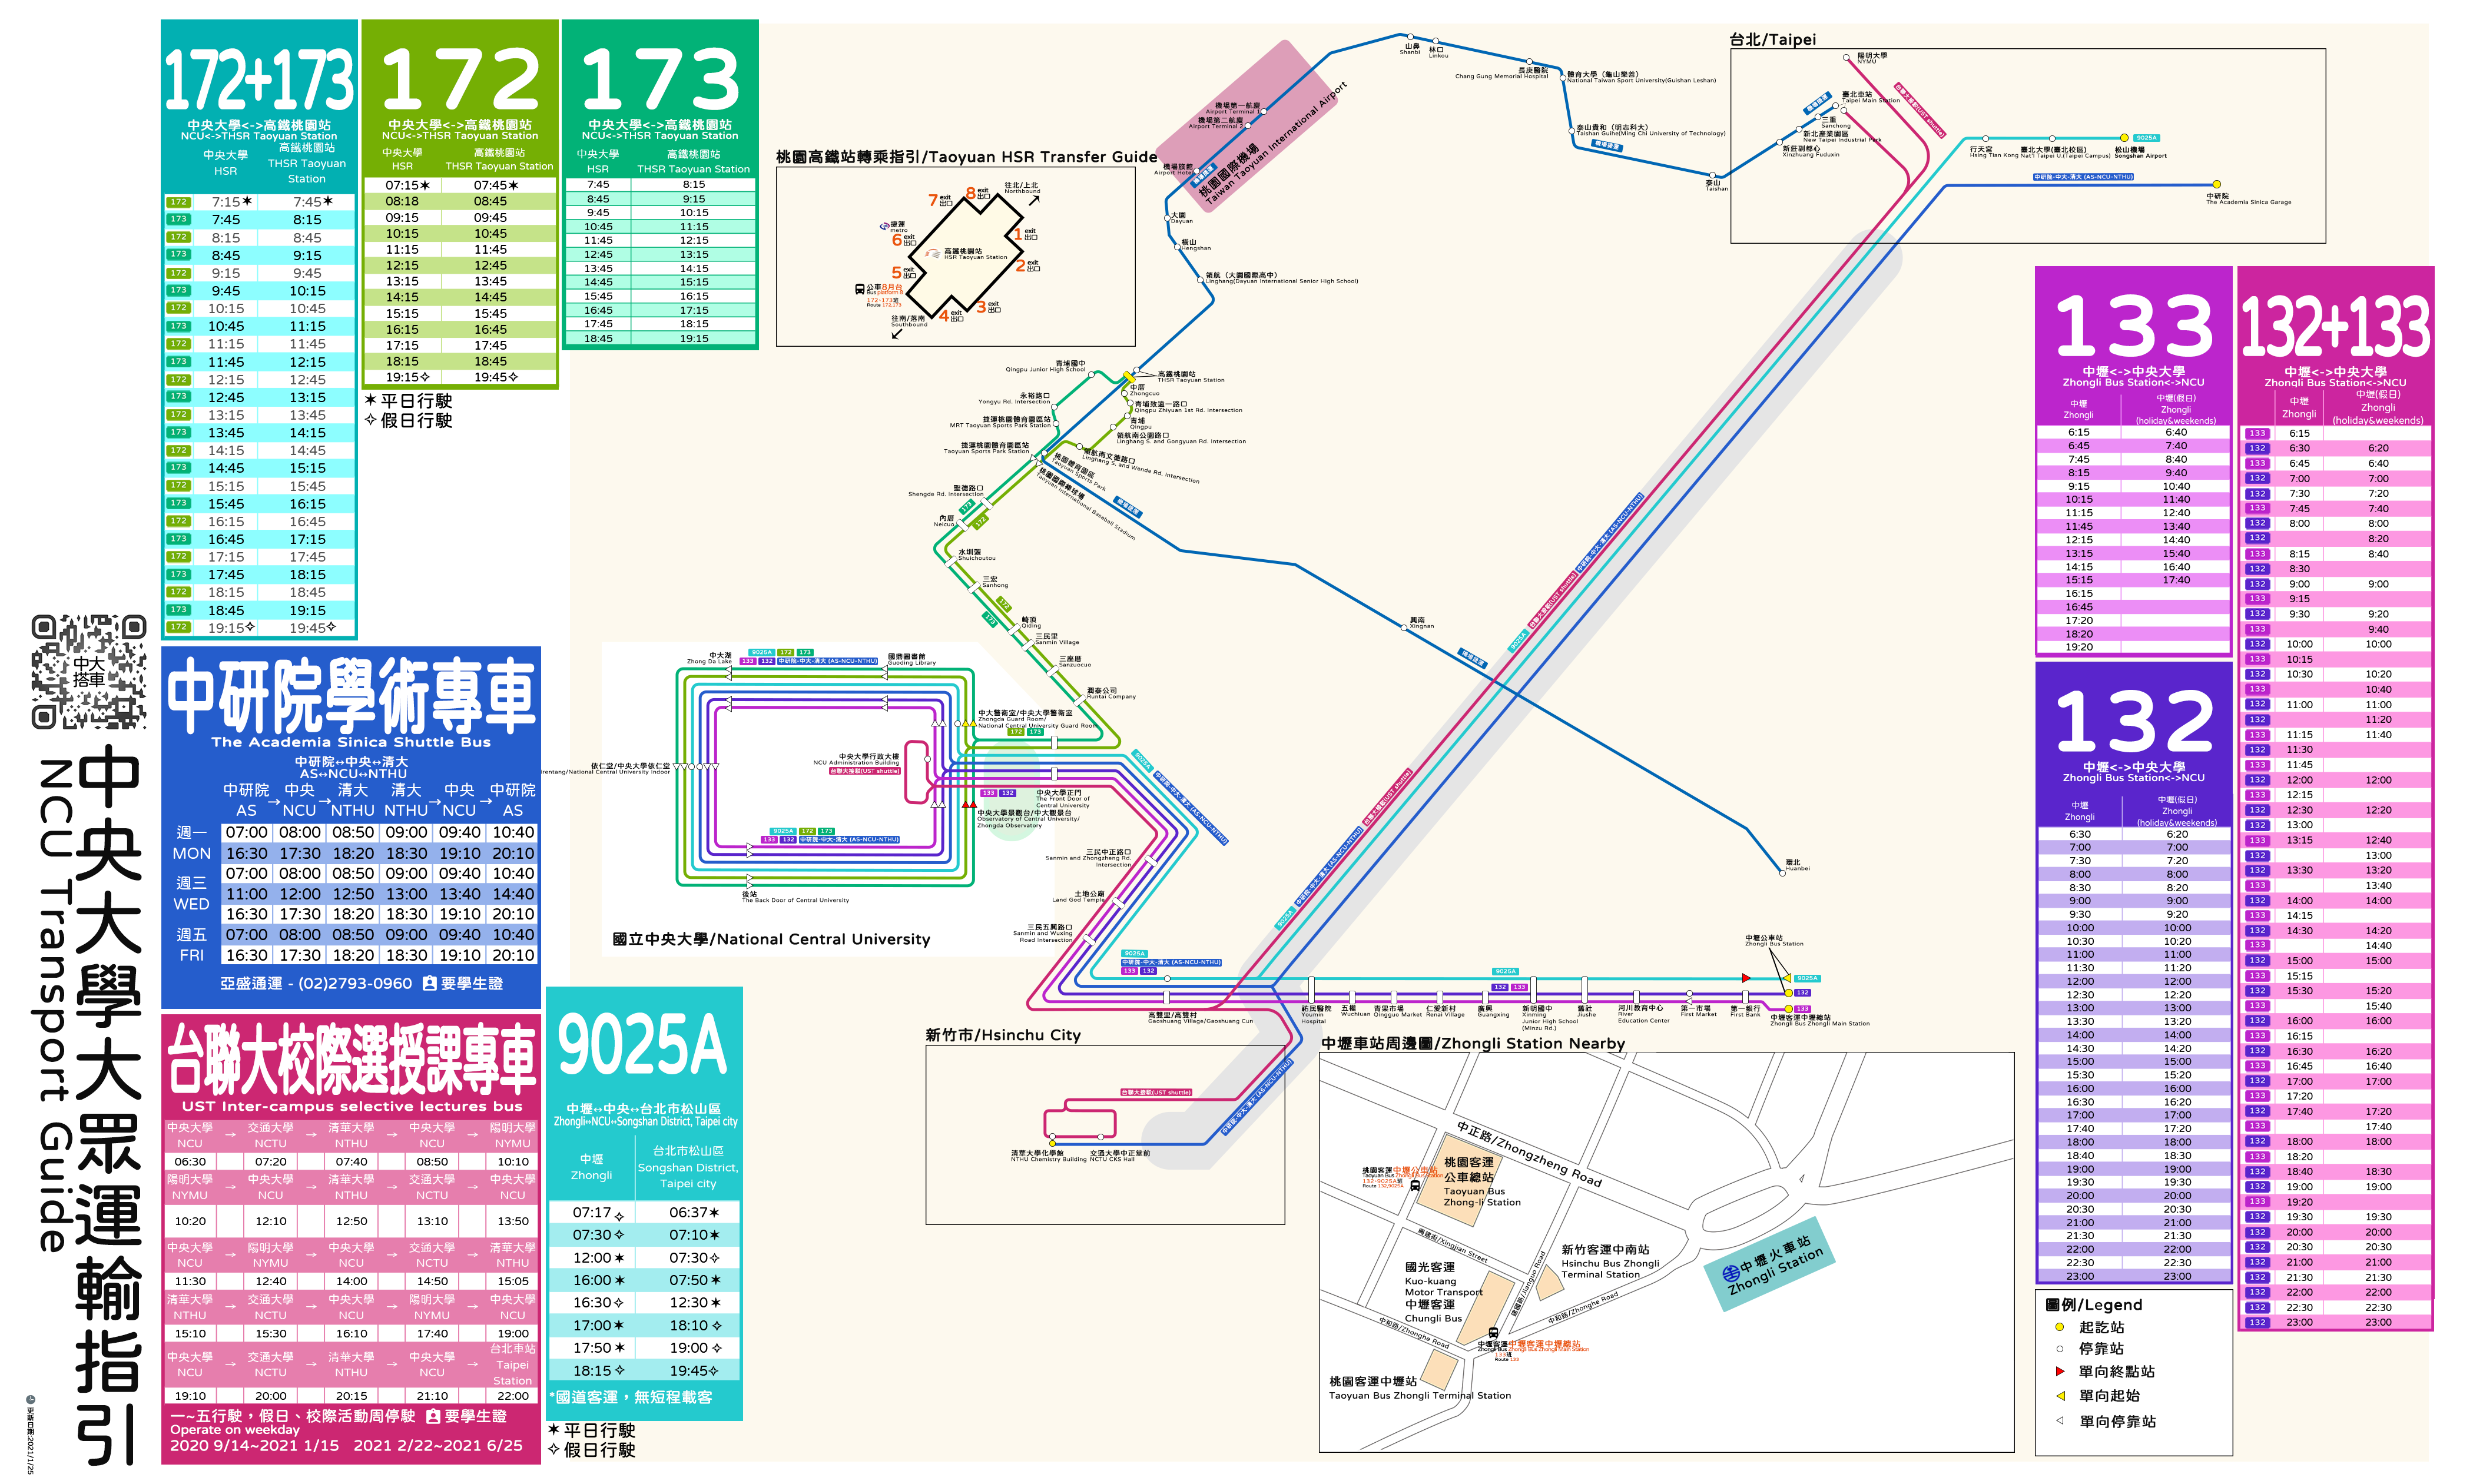 172+173
中央大學<->高鐵桃園站
NCU<->THSR Taoyuan Station
中央大學 HSR 高鐵桃園站 THSR Taoyuan Station
172 7:15✶ 7:45✶
173 7:45 8:15
172 8:15 8:45
173 8:45 9:15
172 9:15 9:45
173 9:45 10:15
172 10:15 10:45
173 10:45 11:15
172 11:15 11:45
173 11:45 12:15
172 12:15 12:45
173 12:45 13:15
172 13:15 13:45
173 13:45 14:15
172 14:15 14:45
173 14:45 15:15
172 15:15 15:45
173 15:45 16:15
172 16:15 16:45
173 16:45 17:15
172 17:15 17:45
173 17:45 18:15
172 18:15 18:45
173 18:45 19:15
172 19:15✧ 19:45✧
172
中央大學<->高鐵桃園站
NCU<->THSR Taoyuan Station
中央大學 高鐵桃園站
HSR THSR Taoyuan Station
07:15✶ 07:45✶
08:18 08:45
09:15 09:45
10:15 10:45
11:15 11:45
12:15 12:45
13:15 13:45
14:15 14:45
15:15 15:45
16:15 16:45
17:15 17:45
18:15 18:45
19:15✧ 19:45✧
✶平日行駛
✧假日行駛
173
中央大學<->高鐵桃園站
NCU<->THSR Taoyuan Station
中央大學 高鐵桃園站
HSR THSR Taoyuan Station
7:45 8:15
8:45 9:15
9:45 10:15
10:45 11:15
11:45 12:15
12:45 13:15
13:45 14:15
14:45 15:15
15:45 16:15
16:45 17:15
17:45 18:15
18:45 19:15
中大
搭車
中央大學大眾運輸指引
NCU Transport Guide
更新日期:2021/1/25
中研院學術專車
The Academia Sinica Shuttle Bus
中研院↔中央↔清大
AS↔NCU↔NTHU
中研院 → 中央 → 清大 清大 → 中央 → 中研院
AS NCU NTHU NTHU NCU AS
週一 MON
07:00 08:00 08:50 09:00 09:40 10:40
16:30 17:30 18:20 18:30 19:10 20:10
週三 WED
07:00 08:00 08:50 09:00 09:40 10:40
11:00 12:00 12:50 13:00 13:40 14:40
16:30 17:30 18:20 18:30 19:10 20:10
週五 FRI
07:00 08:00 08:50 09:00 09:40 10:40
16:30 17:30 18:20 18:30 19:10 20:10
亞盛通運 - (02)2793-0960 要學生證
台聯大校際選授課專車
UST Inter-campus selective lectures bus
中央大學 → 交通大學 → 清華大學 → 中央大學 → 陽明大學
NCU NCTU NTHU NCU NYMU
06:30 07:20 07:40 08:50 10:10
陽明大學 → 中央大學 → 清華大學 → 交通大學 → 中央大學
NYMU NCU NTHU NCTU NCU
10:20 12:10 12:50 13:10 13:50
中央大學 → 陽明大學 → 中央大學 → 交通大學 → 清華大學
NCU NYMU NCU NCTU NTHU
11:30 12:40 14:00 14:50 15:05
清華大學 → 交通大學 → 中央大學 → 陽明大學 → 中央大學
NTHU NCTU NCU NYMU NCU
15:10 15:30 16:10 17:40 19:00
中央大學 → 交通大學 → 清華大學 → 中央大學 → 台北車站
NCU NCTU NTHU NCU Taipei Station
19:10 20:00 20:15 21:10 22:00
一~五行駛，假日、校際活動周停駛 要學生證
Operate on weekday
2020 9/14~2021 1/15 2021 2/22~2021 6/25
9025A
中壢↔中央↔台北市松山區
Zhongli↔NCU↔Songshan District, Taipei city
中壢 Zhongli 台北市松山區 Songshan District, Taipei city
07:17✧ 06:37✶
07:30✧ 07:10✶
12:00✶ 07:30✧
16:00✶ 07:50✶
16:30✧ 12:30✶
17:00✶ 18:10✧
17:50✶ 19:00✧
18:15✧ 19:45✧
*國道客運，無短程載客
✶平日行駛
✧假日行駛
桃園高鐵站轉乘指引/Taoyuan HSR Transfer Guide
往北/上北
Northbound
8 exit 出口
7 exit 出口
捷運
metro
6 exit 出口
1 exit 出口
高鐵桃園站
HSR Taoyuan Station
5 exit 出口
2 exit 出口
公車8月台
Bus platform 8
172、173號
Route 172,173
3 exit 出口
4 exit 出口
往南/落南
Southbound
山鼻
Shanbi
林口
Linkou
長庚醫院
Chang Gung Memorial Hospital
體育大學（龜山樂善）
National Taiwan Sport University(Guishan Leshan)
機場第一航廈
Airport Terminal 1
機場第二航廈
Airport Terminal 2
機場旅館
Airport Hotel
桃園國際機場
Taiwan Taoyuan International Airport
機場捷運
泰山貴和（明志科大）
Taishan Guihe(Ming Chi University of Technology)
泰山
Taishan
大園
Dayuan
橫山
Hengshan
領航（大園國際高中）
Linghang(Dayuan International Senior High School)
台北/Taipei
陽明大學
NYMU
臺北車站
Taipei Main Station
三重
Sanchong
新北產業園區
New Taipei Industrial Park
新莊副都心
Xinzhuang Fuduxin
台聯大接駁(UST shuttle)
行天宮
Hsing Tian Kong
臺北大學(臺北校區)
Nat'l Taipei U.(Taipei Campus)
松山機場
Songshan Airport
9025A
中研院-中大-清大 (AS-NCU-NTHU)
中研院
The Academia Sinica Garage
青埔國中
Qingpu Junior High School
高鐵桃園站
THSR Taoyuan Station
中厝
Zhongcuo
永裕路口
Yongyu Rd. Intersection
青埔致遠一路口
Qingpu Zhiyuan 1st Rd. Intersection
捷運桃園體育園區站
MRT Taoyuan Sports Park Station
青埔
Qingpu
領航南公園路口
Linghang S. and Gongyuan Rd. Intersection
捷運桃園體育園區站
Taoyuan Sports Park Station
領航南文德路口
Linghang S. and Wende Rd. Intersection
桃園體育園區
Taoyuan Sports Park
桃園國際棒球場
Taoyuan International Baseball Stadium
聖德路口
Shengde Rd. Intersection
內厝
Neicuo
173
172
水圳頭
Shuichoutou
三宏
Sanhong
崎頂
Qiding
三民里
Sanmin Village
三座厝
Sanzuocuo
潤泰公司
Runtai Company
興南
Xingnan
環北
Huanbei
中大湖
Zhong Da Lake
9025A 172 173
133 132 中研院-中大-清大 (AS-NCU-NTHU)
國鼎圖書館
Guoding Library
中大警衛室/中央大學警衛室
Zhongda Guard Room/
National Central University Guard Room
172 173
依仁堂/中央大學依仁堂
Yirentang/National Central University Indoor
中央大學行政大樓
NCU Administration Building
台聯大接駁(UST shuttle)
133 132
中央大學正門
The Front Door of
Central University
中央大學景觀台/中大觀景台
Observatory of Central University/
Zhongda Observatory
9025A 172 173
133 132 中研院-中大-清大 (AS-NCU-NTHU)
後站
The Back Door of Central University
國立中央大學/National Central University
三民中正路口
Sanmin and Zhongzheng Rd. Intersection
土地公廟
Land God Temple
三民五興路口
Sanmin and Wuxing Road Intersection
9025A
中研院-中大-清大 (AS-NCU-NTHU)
133 132
高雙里/高雙村
Gaoshuang Village/Gaoshuang Cun
祐民醫院
Youmin Hospital
五權
Wuchiuan
青果市場
Qingguo Market
仁愛新村
Renai Village
廣興
Guangxing
新明國中
Xinming Junior High School (Minzu Rd.)
舊社
Jiushe
河川教育中心
River Education Center
第一市場
First Market
第一銀行
First Bank
中壢公車站
Zhongli Bus Station
9025A
132
133
中壢客運中壢總站
Zhongli Bus Zhongli Main Station
新竹市/Hsinchu City
台聯大接駁(UST shuttle)
中研院-中大-清大 (AS-NCU-NTHU)
清華大學化學館
NTHU Chemistry Building
交通大學中正堂前
NCTU CKS Hall
中壢車站周邊圖/Zhongli Station Nearby
中正路/Zhongzheng Road
桃園客運中壢公車站
132、9025A號
Route 132,9025A
桃園客運
公車總站
Taoyuan Bus
Zhong-li Station
興建街/Xingjian Street
建國路/Jianguo Road
國光客運
Kuo-kuang
Motor Transport
中壢客運
Chungli Bus
新竹客運中南站
Hsinchu Bus Zhongli
Terminal Station
中和路/Zhonghe Road
中和路/Zhonghe Road
中壢火車站
Zhongli Station
中壢客運中壢客運中壢總站
Zhongli Bus Zhongli Bus Zhongli Main Station
133號
Route 133
桃園客運中壢站
Taoyuan Bus Zhongli Terminal Station
133
中壢<->中央大學
Zhongli Bus Station<->NCU
中壢 Zhongli 中壢(假日) Zhongli (holiday&weekends)
6:15 6:40
6:45 7:40
7:45 8:40
8:15 9:40
9:15 10:40
10:15 11:40
11:15 12:40
11:45 13:40
12:15 14:40
13:15 15:40
14:15 16:40
15:15 17:40
16:15
16:45
17:20
18:20
19:20
132
中壢<->中央大學
Zhongli Bus Station<->NCU
中壢 Zhongli 中壢(假日) Zhongli (holiday&weekends)
6:30 6:20
7:00 7:00
7:30 7:20
8:00 8:00
8:30 8:20
9:00 9:00
9:30 9:20
10:00 10:00
10:30 10:20
11:00 11:00
11:30 11:20
12:00 12:00
12:30 12:20
13:00 13:00
13:30 13:20
14:00 14:00
14:30 14:20
15:00 15:00
15:30 15:20
16:00 16:00
16:30 16:20
17:00 17:00
17:40 17:20
18:00 18:00
18:40 18:30
19:00 19:00
19:30 19:30
20:00 20:00
20:30 20:30
21:00 21:00
21:30 21:30
22:00 22:00
22:30 22:30
23:00 23:00
132+133
中壢<->中央大學
Zhongli Bus Station<->NCU
中壢 Zhongli 中壢(假日) Zhongli (holiday&weekends)
133 6:15
132 6:30 6:20
133 6:45 6:40
132 7:00 7:00
132 7:30 7:20
133 7:45 7:40
132 8:00 8:00
132 8:20
133 8:15 8:40
132 8:30
132 9:00 9:00
133 9:15
132 9:30 9:20
133 9:40
132 10:00 10:00
133 10:15
132 10:30 10:20
133 10:40
132 11:00 11:00
132 11:20
133 11:15 11:40
132 11:30
133 11:45
132 12:00 12:00
133 12:15
132 12:30 12:20
132 13:00
133 13:15 12:40
132 13:00
132 13:30 13:20
133 13:40
132 14:00 14:00
133 14:15
132 14:30 14:20
133 14:40
132 15:00 15:00
133 15:15
132 15:30 15:20
133 15:40
132 16:00 16:00
133 16:15
132 16:30 16:20
133 16:45 16:40
132 17:00 17:00
133 17:20
132 17:40 17:20
133 17:40
132 18:00 18:00
133 18:20
132 18:40 18:30
132 19:00 19:00
133 19:20
132 19:30 19:30
132 20:00 20:00
132 20:30 20:30
132 21:00 21:00
132 21:30 21:30
132 22:00 22:00
132 22:30 22:30
132 23:00 23:00
圖例/Legend
起訖站
停靠站
單向終點站
單向起始
單向停靠站